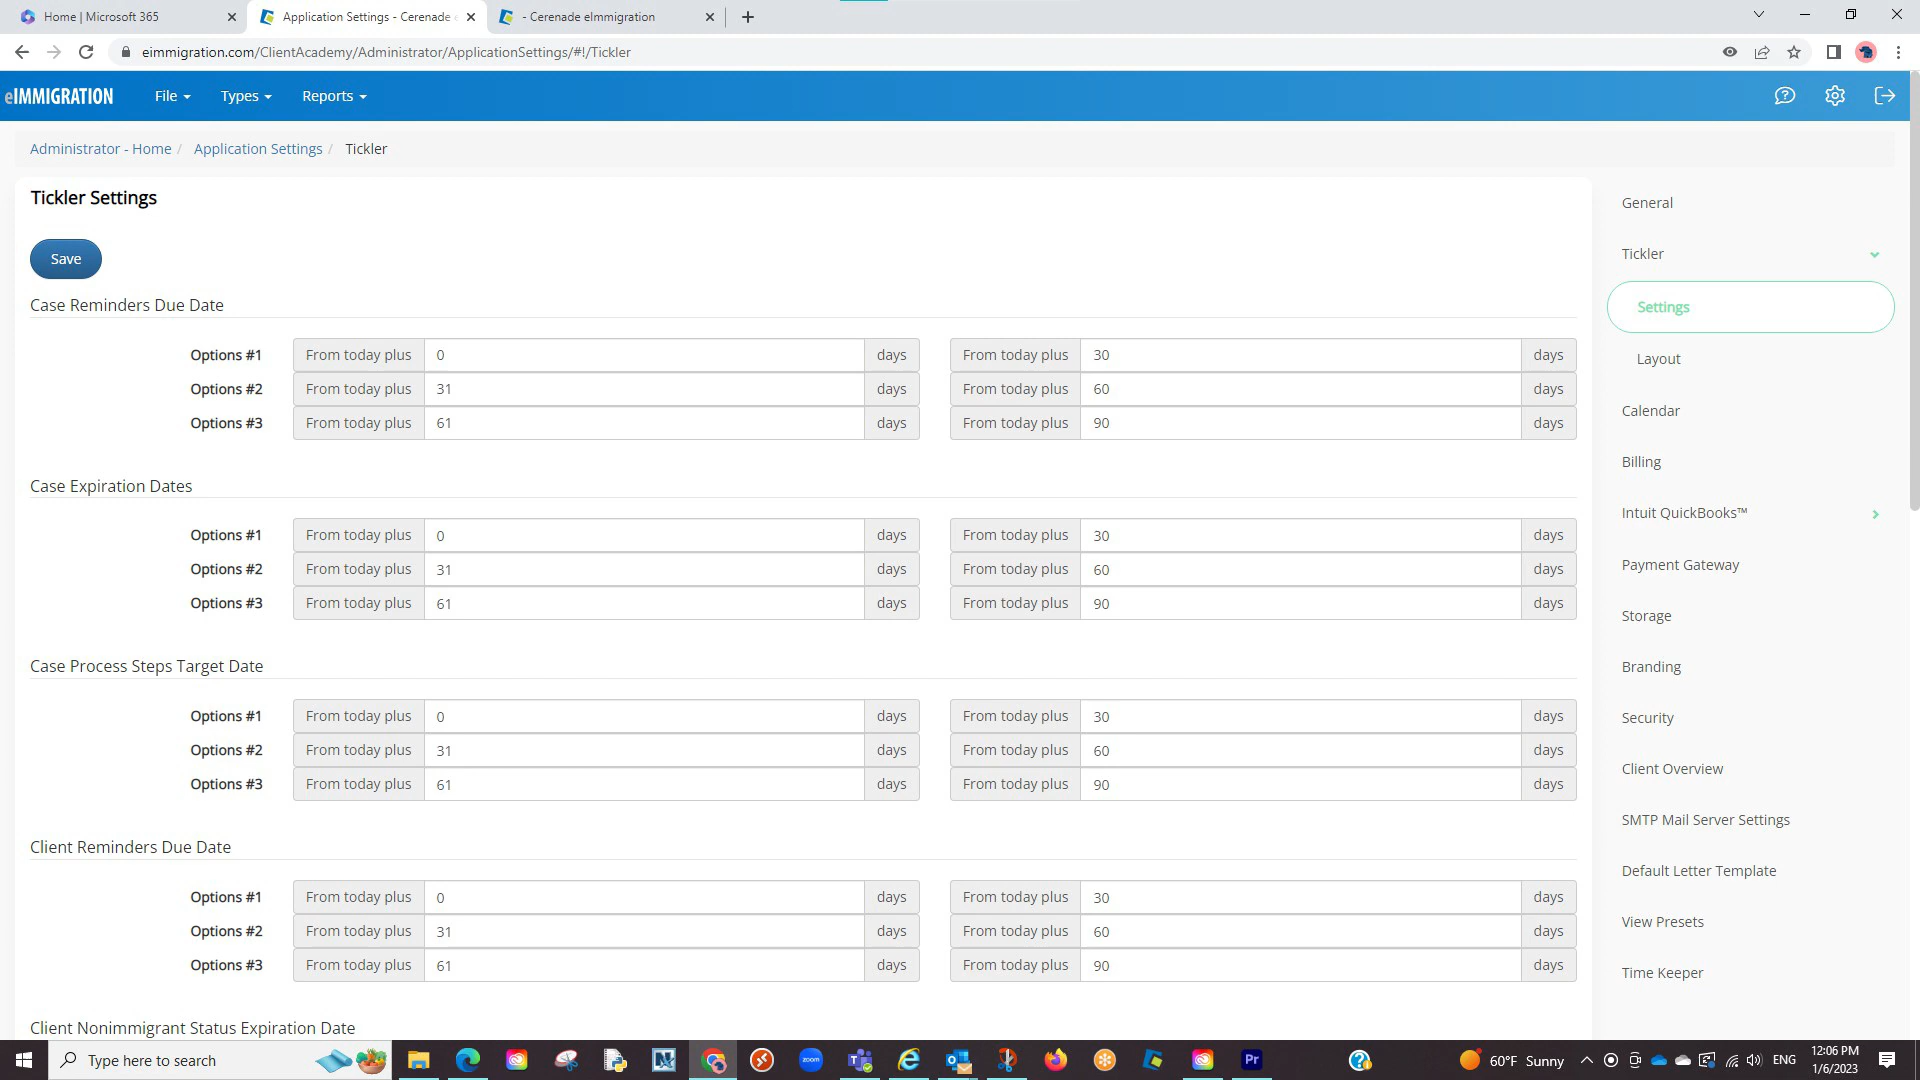 Home | Microsoft 365
Application Settings - Cerenade e
- Cerenade eImmigration
eimmigration.com/ClientAcademy/Administrator/ApplicationSettings/#!/Tickler
eIMMIGRATION
File
Types
Reports
Administrator - Home / Application Settings / Tickler
Tickler Settings
Save
Case Reminders Due Date
Options #1 From today plus 0 days From today plus 30 days
Options #2 From today plus 31 days From today plus 60 days
Options #3 From today plus 61 days From today plus 90 days
Case Expiration Dates
Options #1 From today plus 0 days From today plus 30 days
Options #2 From today plus 31 days From today plus 60 days
Options #3 From today plus 61 days From today plus 90 days
Case Process Steps Target Date
Options #1 From today plus 0 days From today plus 30 days
Options #2 From today plus 31 days From today plus 60 days
Options #3 From today plus 61 days From today plus 90 days
Client Reminders Due Date
Options #1 From today plus 0 days From today plus 30 days
Options #2 From today plus 31 days From today plus 60 days
Options #3 From today plus 61 days From today plus 90 days
Client Nonimmigrant Status Expiration Date
General
Tickler
Settings
Layout
Calendar
Billing
Intuit QuickBooks™
Payment Gateway
Storage
Branding
Security
Client Overview
SMTP Mail Server Settings
Default Letter Template
View Presets
Time Keeper
Type here to search
zoom
Pr
60°F Sunny
ENG
12:06 PM
1/6/2023